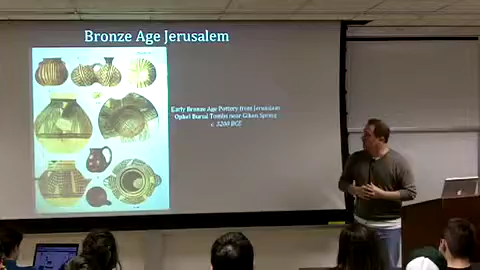 Bronze Age Jerusalem
Early Bronze Age Pottery from Jerusalem
Ophel Burial Tombs near Gihon Spring
c. 3200 BCE